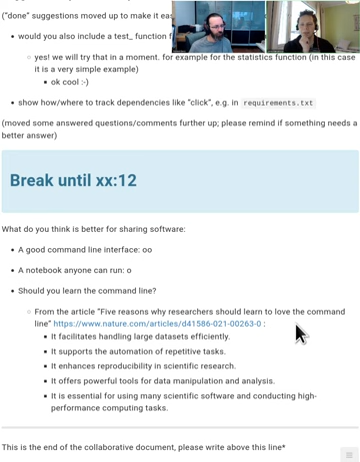 ("done" suggestions moved up to make it eas
• would you also include a test_ function f
yes! we will try that in a moment. for example for the statistics function (in this case
it is a very simple example)
▪ ok cool :-)
• show how/where to track dependencies like "click", e.g. in requirements.txt
(moved some answered questions/comments further up; please remind if something needs a
better answer)
Break until xx:12
What do you think is better for sharing software:
• A good command line interface: oo
• A notebook anyone can run: o
• Should you learn the command line?
○ From the article "Five reasons why researchers should learn to love the command
line" https://www.nature.com/articles/d41586-021-00263-0 :
▪ It facilitates handling large datasets efficiently.
▪ It supports the automation of repetitive tasks.
▪ It enhances reproducibility in scientific research.
▪ It offers powerful tools for data manipulation and analysis.
▪ It is essential for using many scientific software and conducting high-
performance computing tasks.
This is the end of the collaborative document, please write above this line*